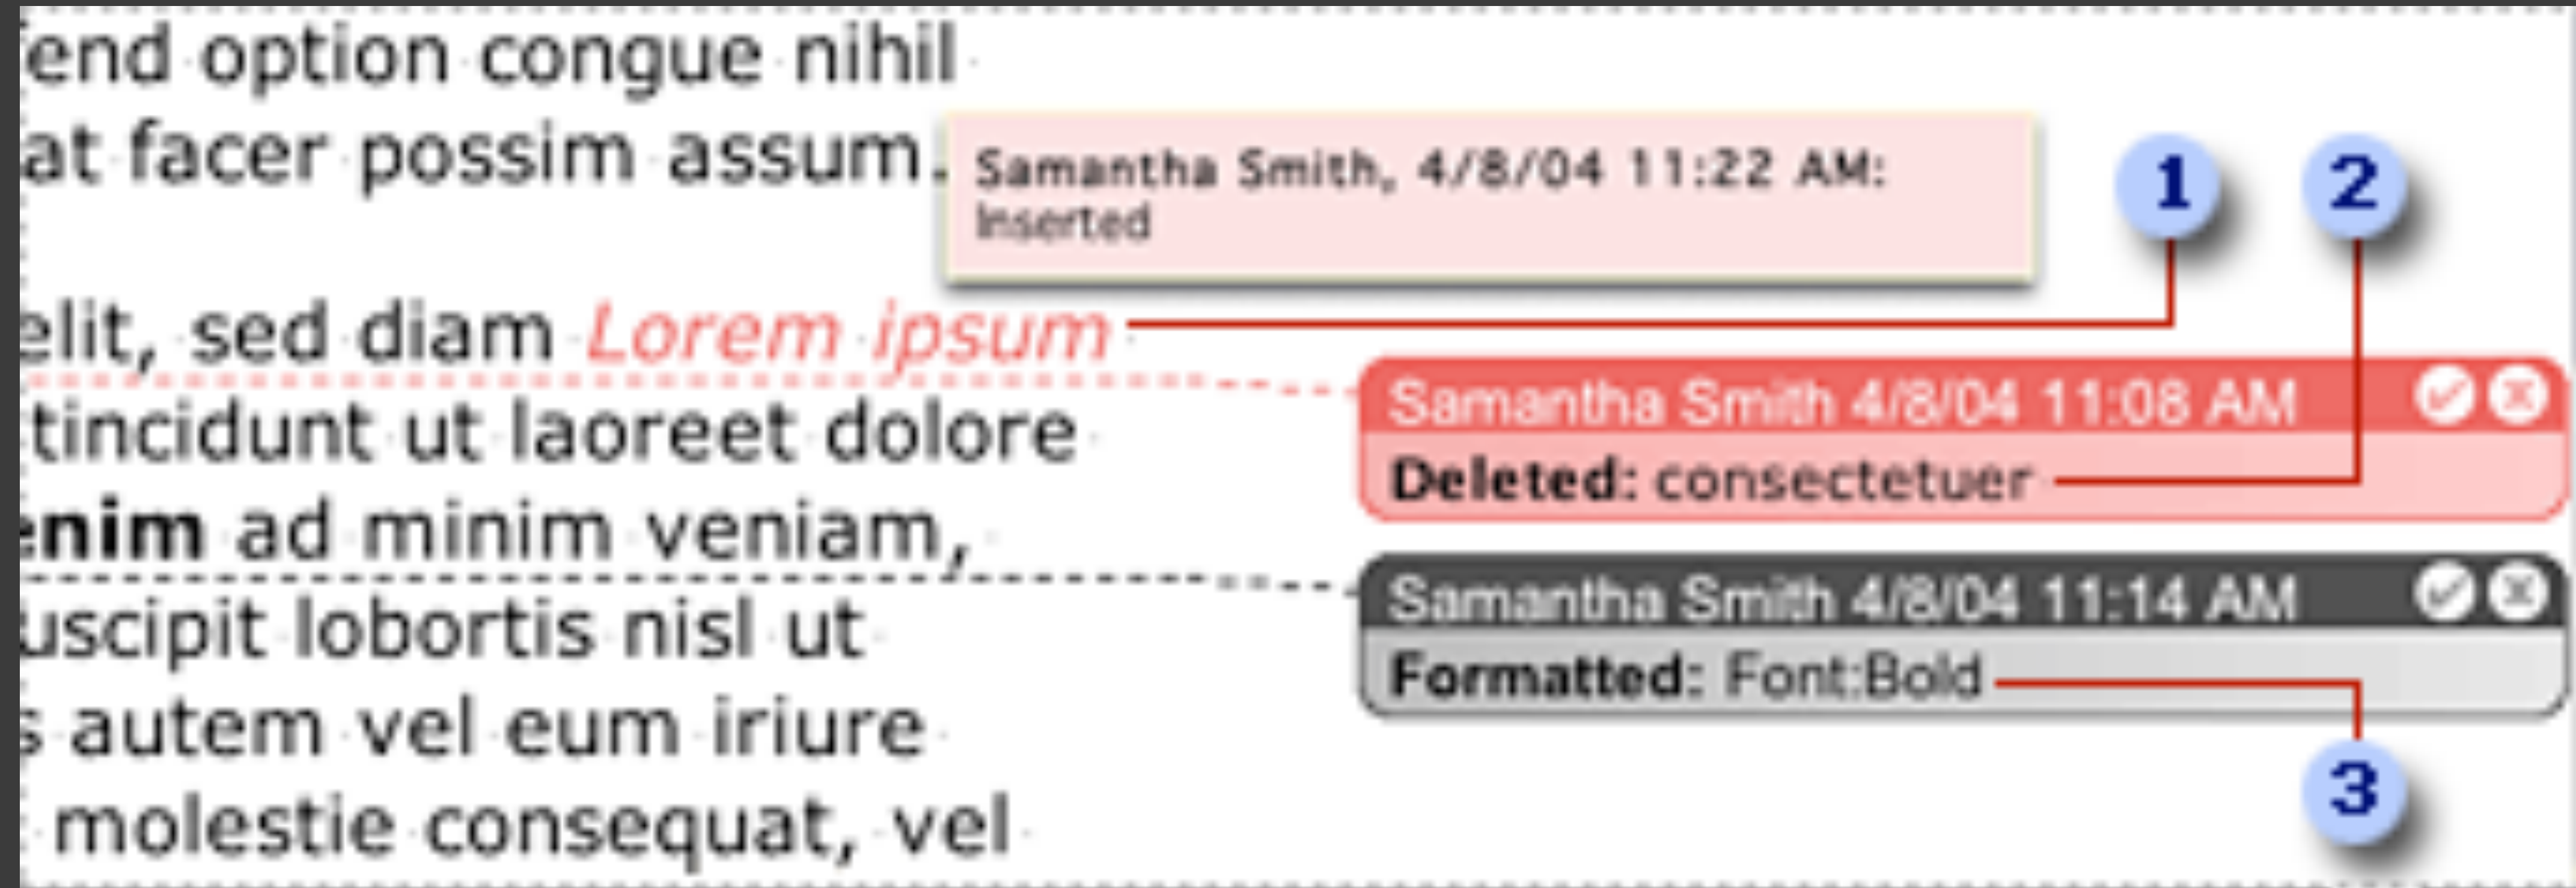 end option congue nihil
at facer possim assum.
Samantha Smith, 4/8/04 11:22 AM:
Inserted
1
2
elit, sed diam Lorem ipsum
Samantha Smith 4/8/04 11:08 AM
tincidunt ut laoreet dolore
Deleted: consectetuer
enim ad minim veniam,
Samantha Smith 4/8/04 11:14 AM
uscipit lobortis nisl ut
Formatted: Font:Bold
s autem vel eum iriure
3
molestie consequat, vel